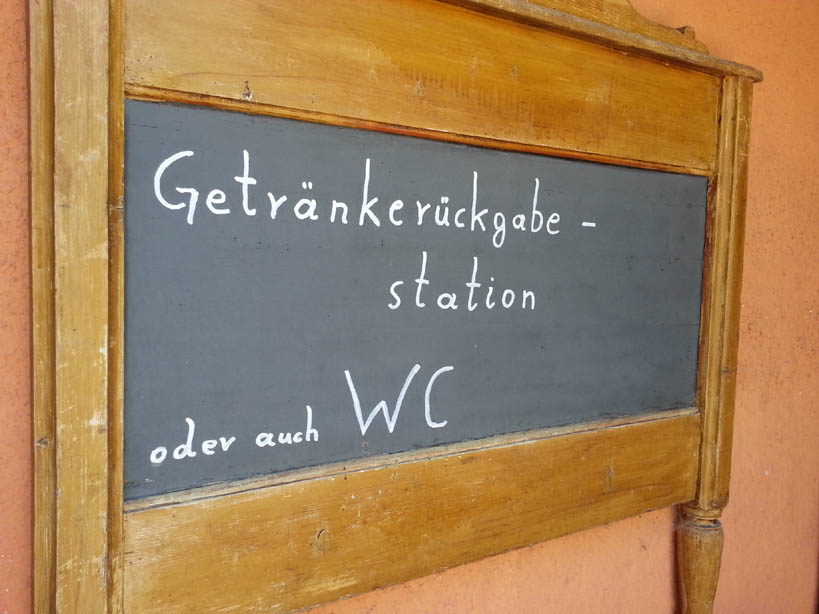 Getränkerückgabe -
station
oder auch WC